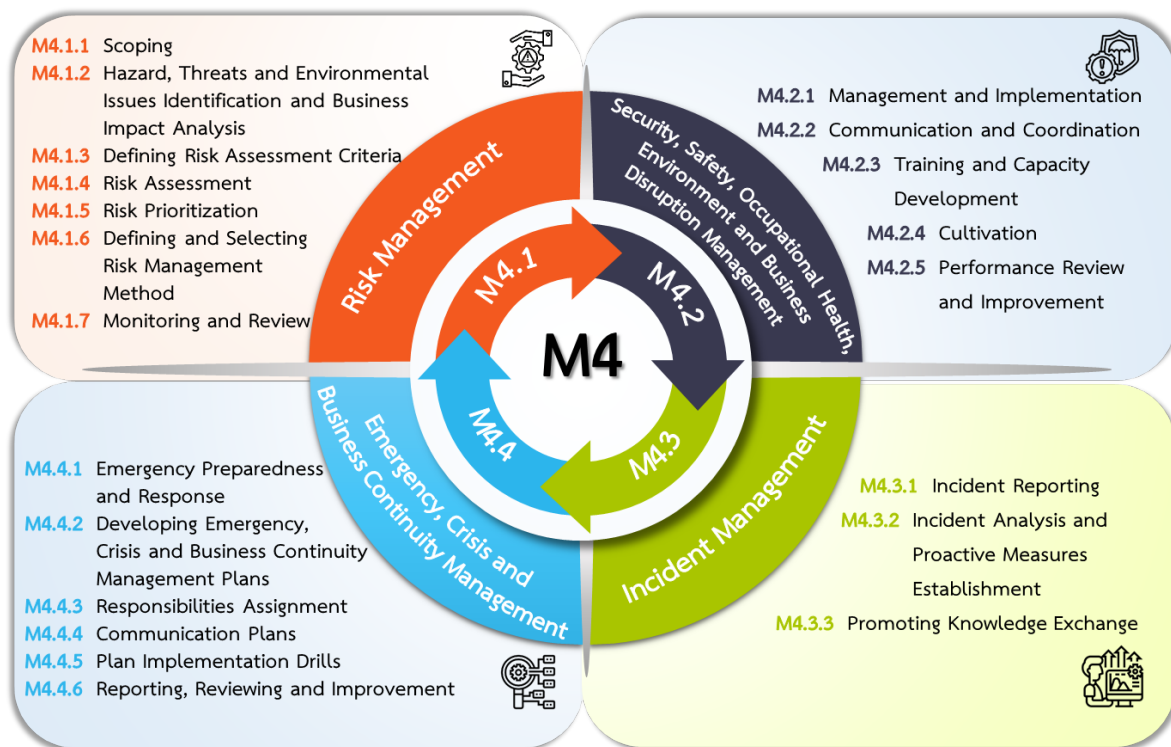 M4.1.1 Scoping
M4.1.2 Hazard, Threats and Environmental
Issues Identification and Business
Impact Analysis
M4.1.3 Defining Risk Assessment Criteria
M4.1.4 Risk Assessment
M4.1.5 Risk Prioritization
M4.1.6 Defining and Selecting
Risk Management
Method
M4.1.7 Monitoring and Review
Risk Management
M4.1
Security, Safety, Occupational Health,
Environment and Business
Disruption Management
M4.2
M4.2.1 Management and Implementation
M4.2.2 Communication and Coordination
M4.2.3 Training and Capacity
Development
M4.2.4 Cultivation
M4.2.5 Performance Review
and Improvement
M4
M4.4.1 Emergency Preparedness
and Response
M4.4.2 Developing Emergency,
Crisis and Business Continuity
Management Plans
M4.4.3 Responsibilities Assignment
M4.4.4 Communication Plans
M4.4.5 Plan Implementation Drills
M4.4.6 Reporting, Reviewing and Improvement
M4.4
Emergency, Crisis and
Business Continuity Management
M4.3
Incident Management
M4.3.1 Incident Reporting
M4.3.2 Incident Analysis and
Proactive Measures
Establishment
M4.3.3 Promoting Knowledge Exchange